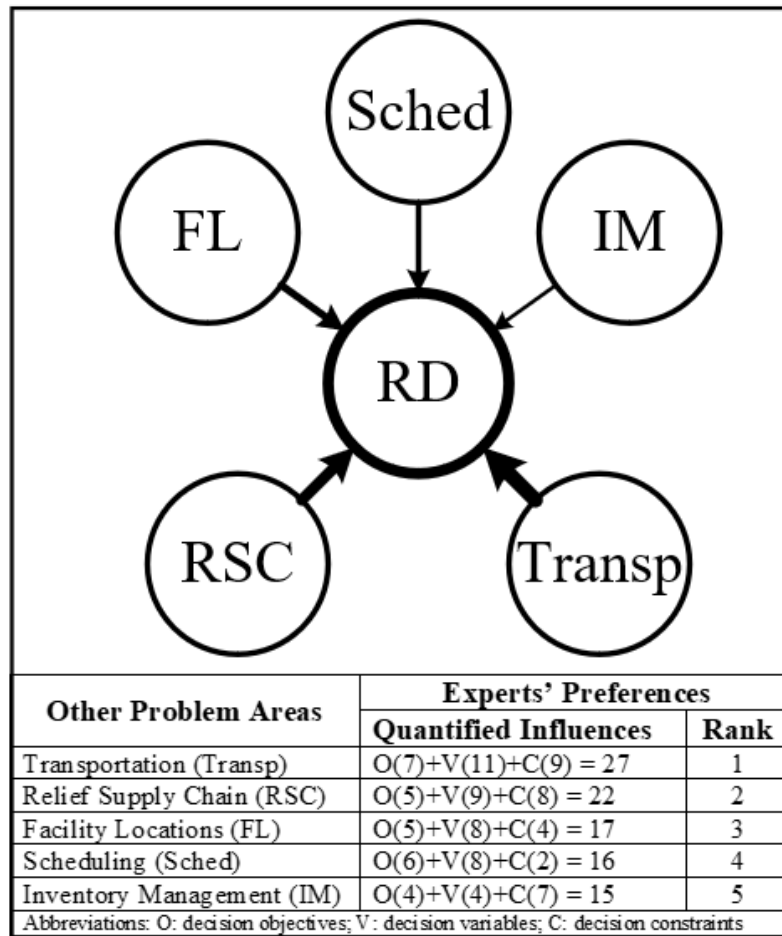 Sched
FL
IM
RD
RSC
Transp
Other Problem Areas
Experts’ Preferences
Quantified Influences Rank
Transportation (Transp) O(7)+V(11)+C(9) = 27 1
Relief Supply Chain (RSC) O(5)+V(9)+C(8) = 22 2
Facility Locations (FL) O(5)+V(8)+C(4) = 17 3
Scheduling (Sched) O(6)+V(8)+C(2) = 16 4
Inventory Management (IM) O(4)+V(4)+C(7) = 15 5
Abbreviations: O: decision objectives; V: decision variables; C: decision constraints